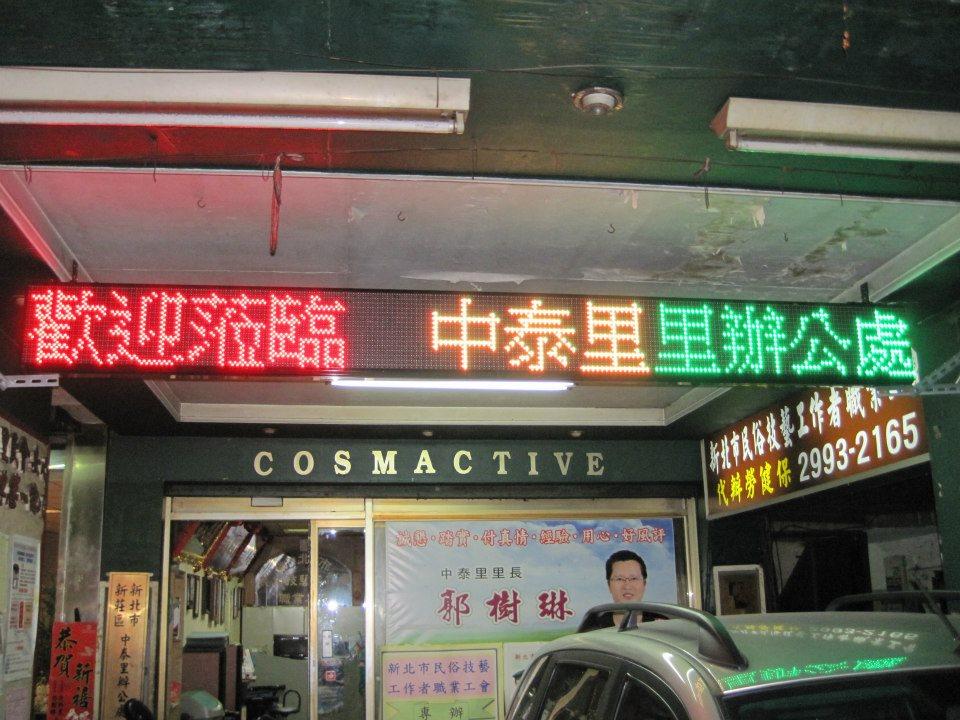 歡迎蒞臨 中泰里里辦公處
COSMACTIVE
新北市民俗技藝工作者職業
代辦勞健保 2993-2165
誠懇·踏實·付真情·經驗·用心·好風評
中泰里里長
郭樹琳
新北市民俗技藝
工作者職業工會
專辦
新北市
新莊區
中泰里辦公處
恭賀
新禧